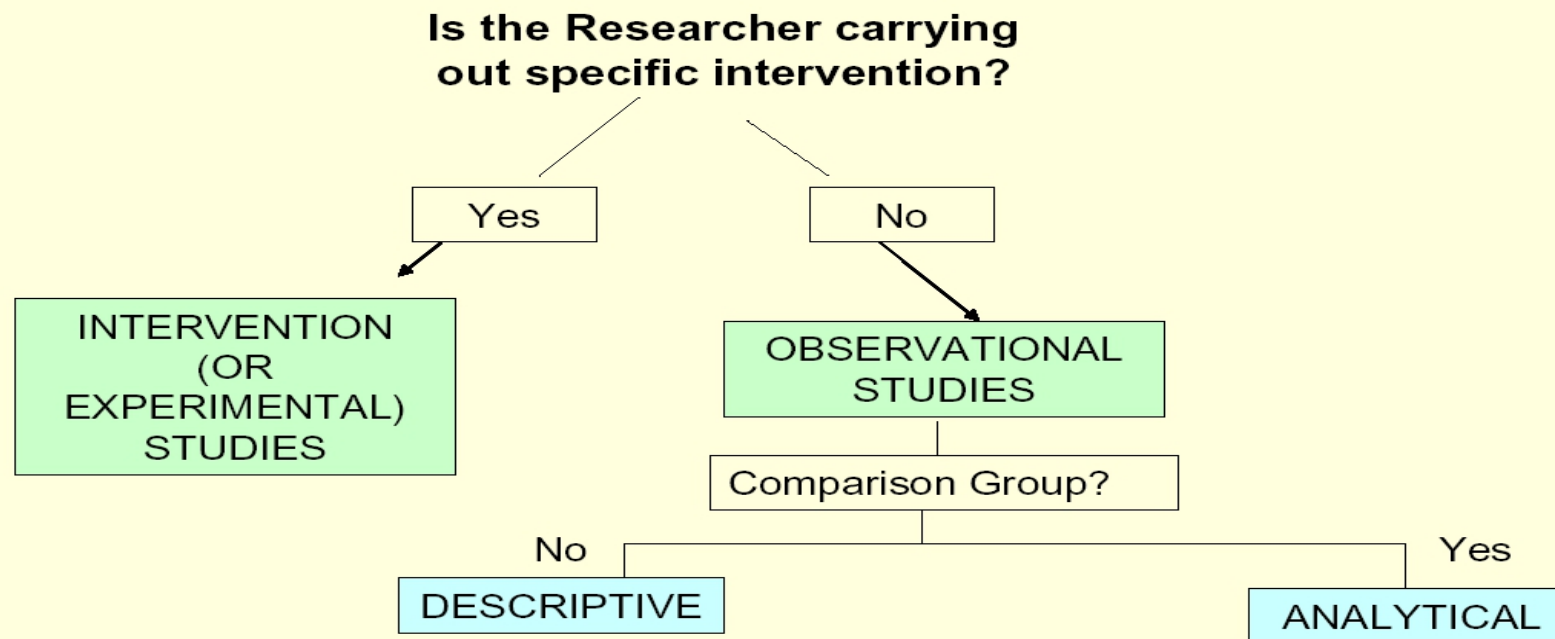 Is the Researcher carrying
out specific intervention?
Yes
No
INTERVENTION
(OR
EXPERIMENTAL)
STUDIES
OBSERVATIONAL
STUDIES
Comparison Group?
No
Yes
DESCRIPTIVE
ANALYTICAL